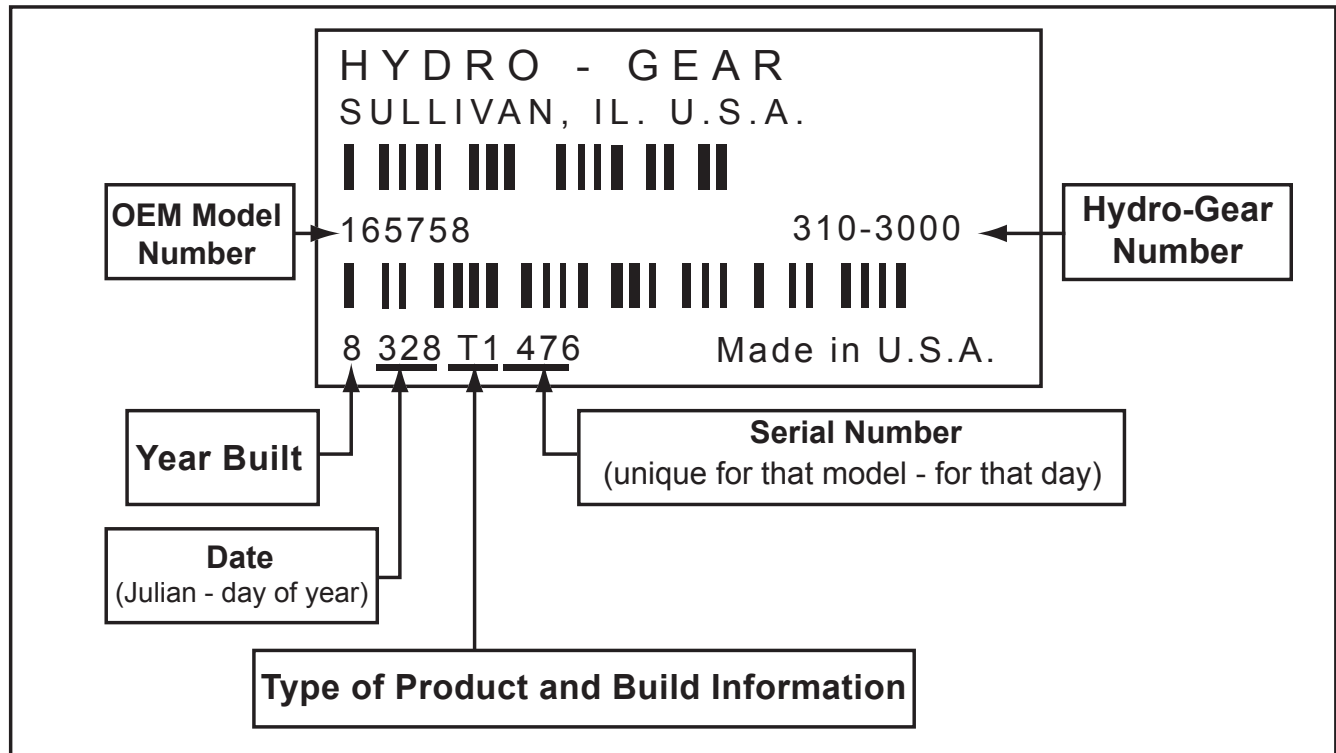 HYDRO - GEAR
SULLIVAN, IL. U.S.A.
OEM Model
Number
165758
310-3000
Hydro-Gear
Number
8 328 T1 476
Made in U.S.A.
Year Built
Serial Number
(unique for that model - for that day)
Date
(Julian - day of year)
Type of Product and Build Information